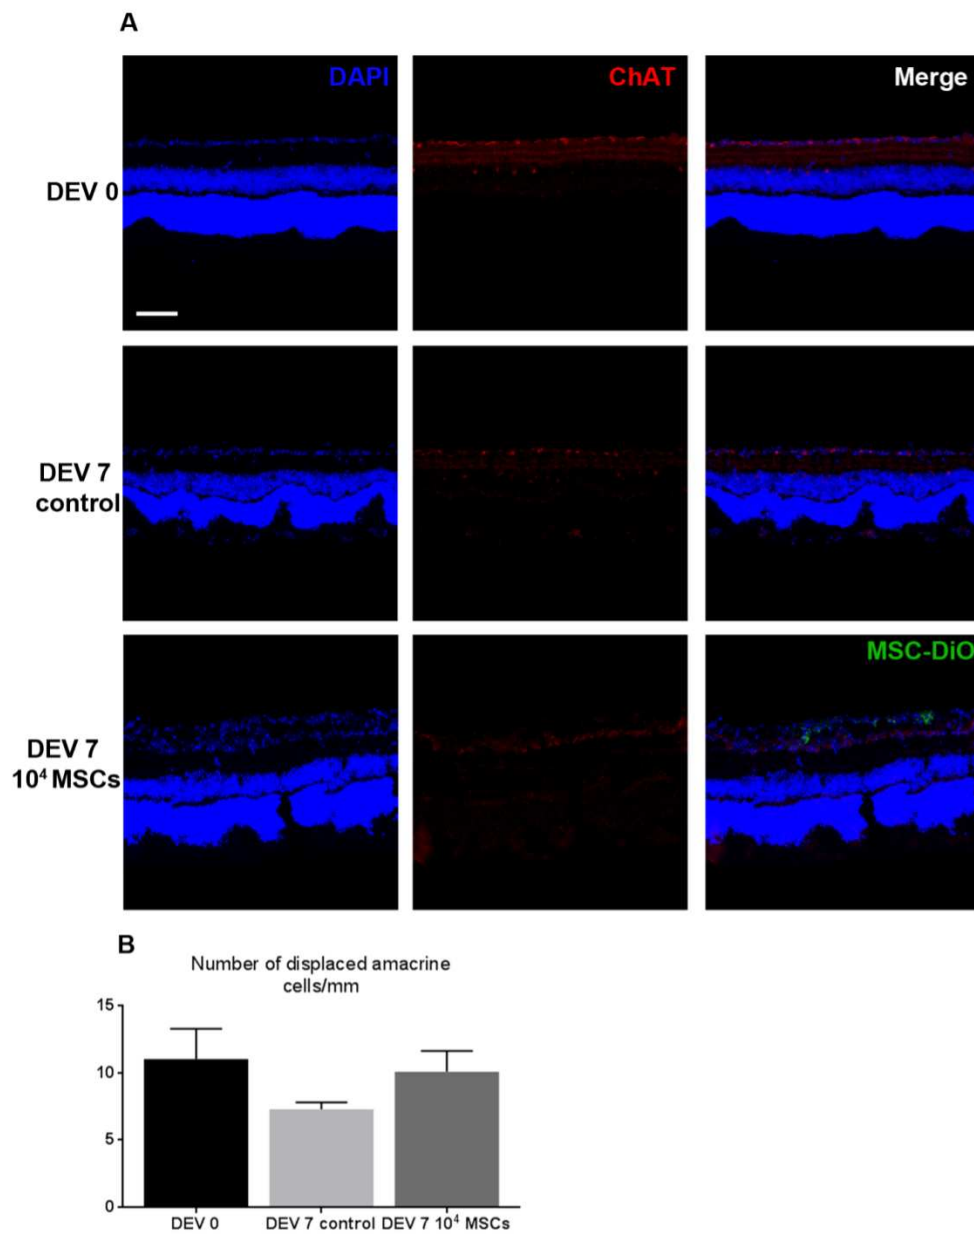 A
DAPI
ChAT
Merge
DEV 0
DEV 7
control
MSC-DiO
DEV 7
10⁴ MSCs
B
Number of displaced amacrine
cells/mm
15
10
5
0
DEV 0
DEV 7 control
DEV 7 10⁴ MSCs